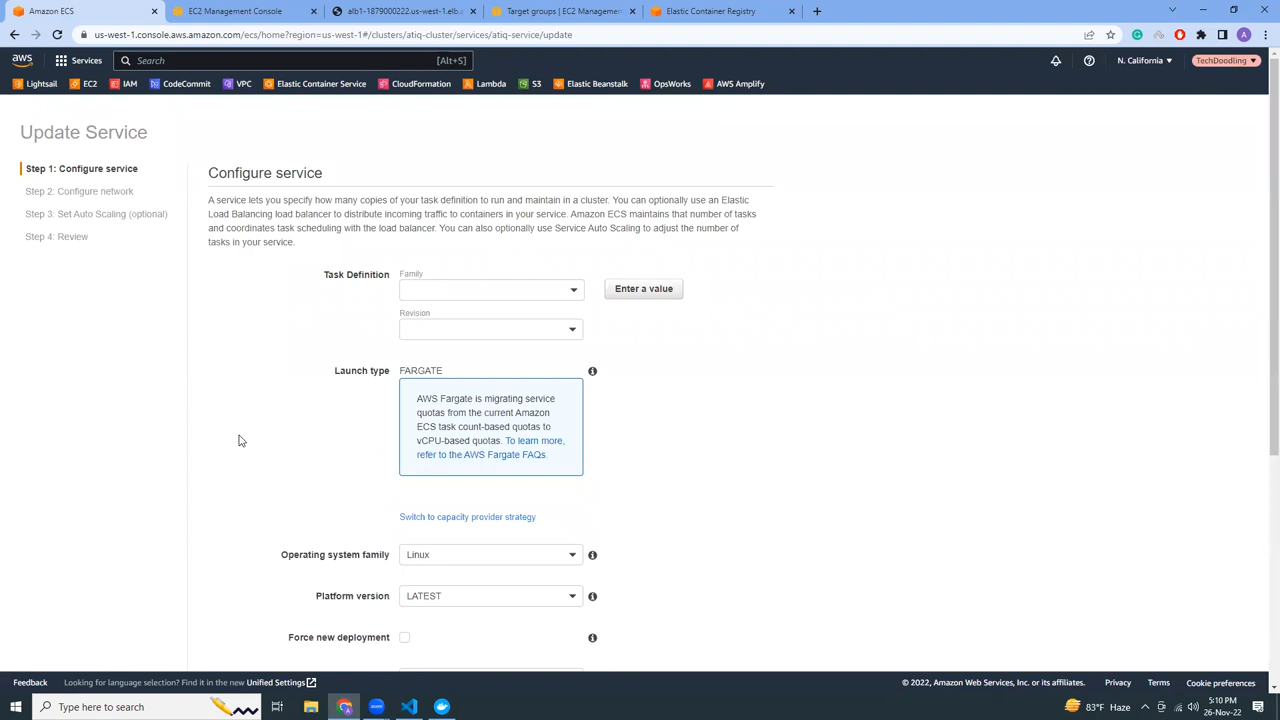 Amazon ECS
EC2 Management Console
alb1-1879000222.us-west-1.elba
Target groups | EC2 Managemen
Elastic Container Registry
us-west-1.console.aws.amazon.com/ecs/home?region=us-west-1#/clusters/atiq-cluster/services/atiq-service/update
A
aws
Services
Search
[Alt+S]
N. California
TechDoodling
Lightsail
EC2
IAM
CodeCommit
VPC
Elastic Container Service
CloudFormation
Lambda
S3
Elastic Beanstalk
OpsWorks
AWS Amplify
Update Service
Step 1: Configure service
Step 2: Configure network
Step 3: Set Auto Scaling (optional)
Step 4: Review
Configure service
A service lets you specify how many copies of your task definition to run and maintain in a cluster. You can optionally use an Elastic
Load Balancing load balancer to distribute incoming traffic to containers in your service. Amazon ECS maintains that number of tasks
and coordinates task scheduling with the load balancer. You can also optionally use Service Auto Scaling to adjust the number of
tasks in your service.
Task Definition
Family
Enter a value
Revision
Launch type
FARGATE
AWS Fargate is migrating service
quotas from the current Amazon
ECS task count-based quotas to
vCPU-based quotas. To learn more,
refer to the AWS Fargate FAQs.
Switch to capacity provider strategy
Operating system family
Linux
Platform version
LATEST
Force new deployment
Feedback
Looking for language selection? Find it in the new Unified Settings
© 2022, Amazon Web Services, Inc. or its affiliates.
Privacy
Terms
Cookie preferences
Type here to search
83°F Haze
5:10 PM
26-Nov-22